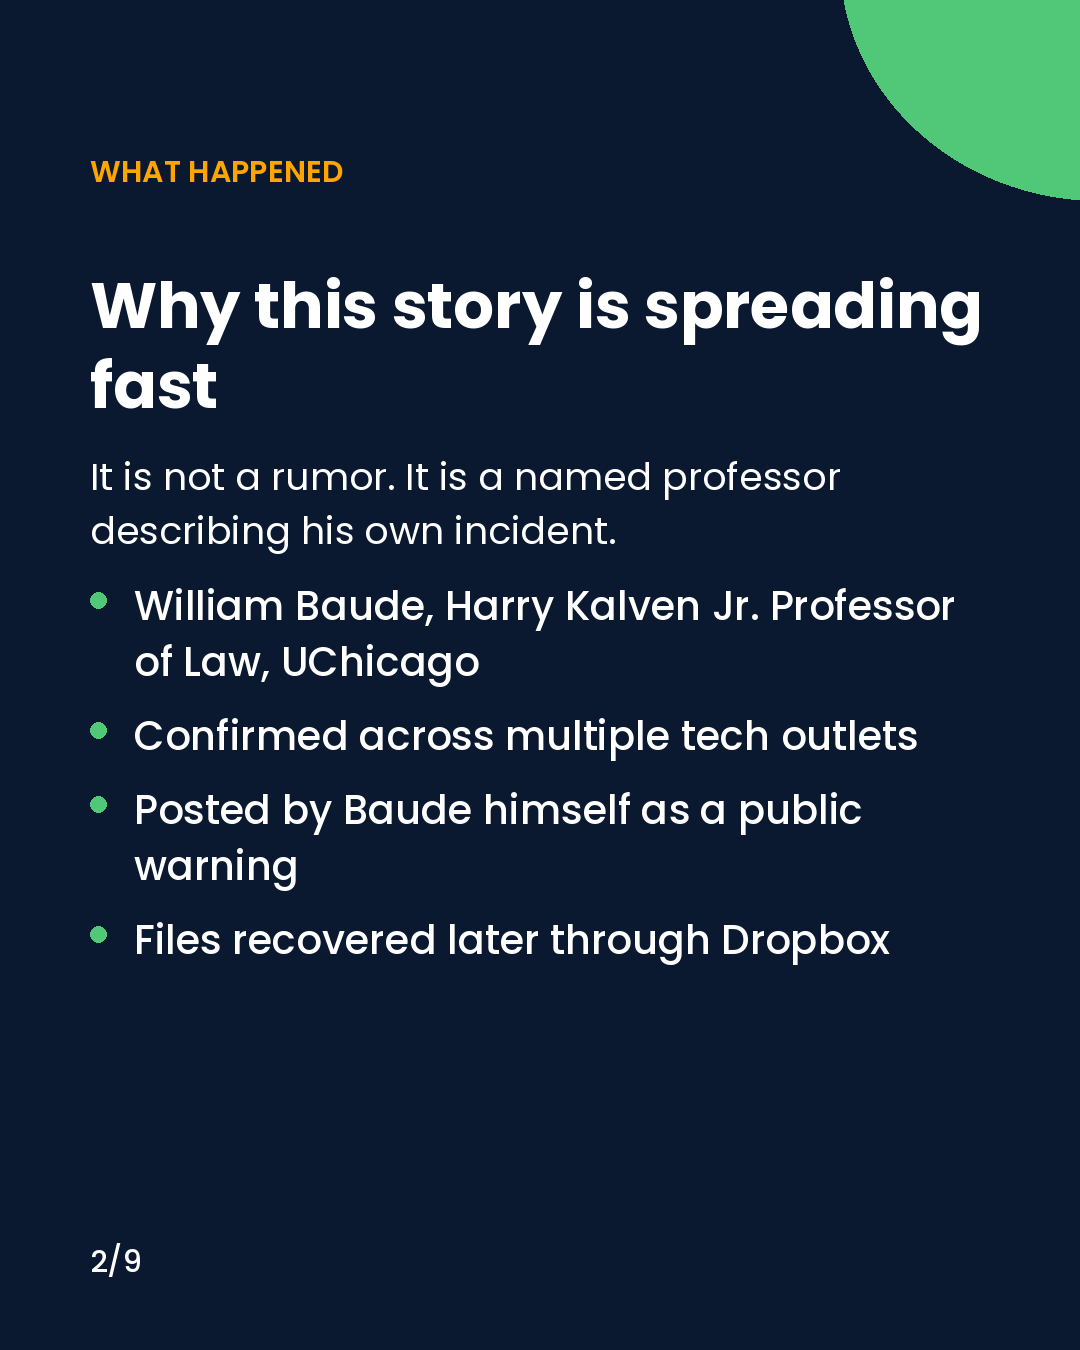 WHAT HAPPENED
Why this story is spreading
fast
It is not a rumor. It is a named professor
describing his own incident.
William Baude, Harry Kalven Jr. Professor
of Law, UChicago
Confirmed across multiple tech outlets
Posted by Baude himself as a public
warning
Files recovered later through Dropbox
2/9